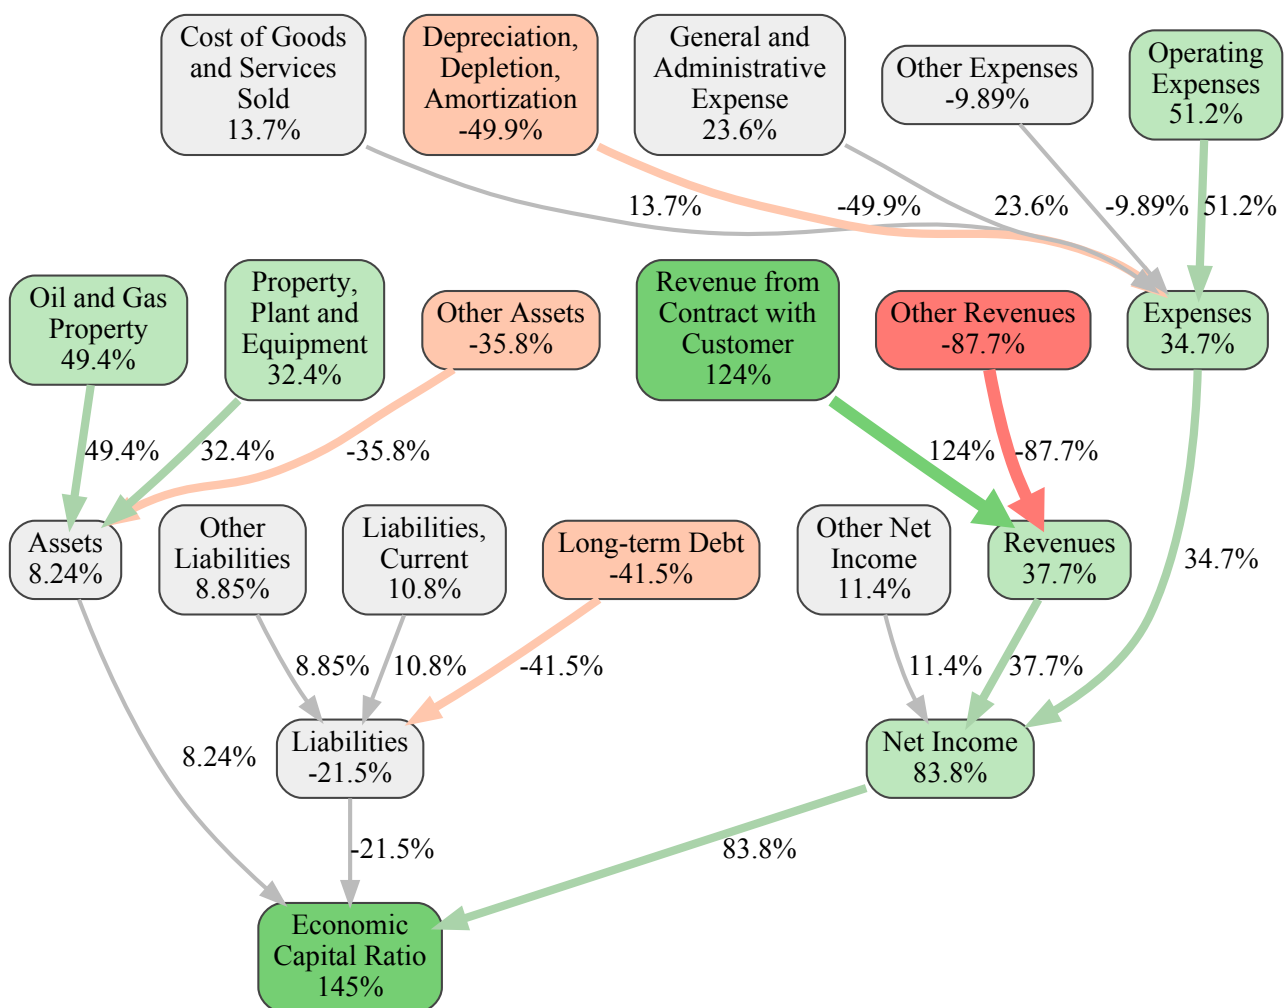 Cost of Goods
and Services
Sold
13.7%
Depreciation,
Depletion,
Amortization
-49.9%
General and
Administrative
Expense
23.6%
Other Expenses
-9.89%
Operating
Expenses
51.2%
13.7%
-49.9%
23.6%
-9.89%
51.2%
Oil and Gas
Property
49.4%
Property,
Plant and
Equipment
32.4%
Other Assets
-35.8%
Revenue from
Contract with
Customer
124%
Other Revenues
-87.7%
Expenses
34.7%
49.4%
32.4%
-35.8%
124%
-87.7%
Assets
8.24%
Other
Liabilities
8.85%
Liabilities,
Current
10.8%
Long-term Debt
-41.5%
Other Net
Income
11.4%
Revenues
37.7%
34.7%
8.85%
10.8%
-41.5%
11.4%
37.7%
8.24%
Liabilities
-21.5%
Net Income
83.8%
-21.5%
83.8%
Economic
Capital Ratio
145%